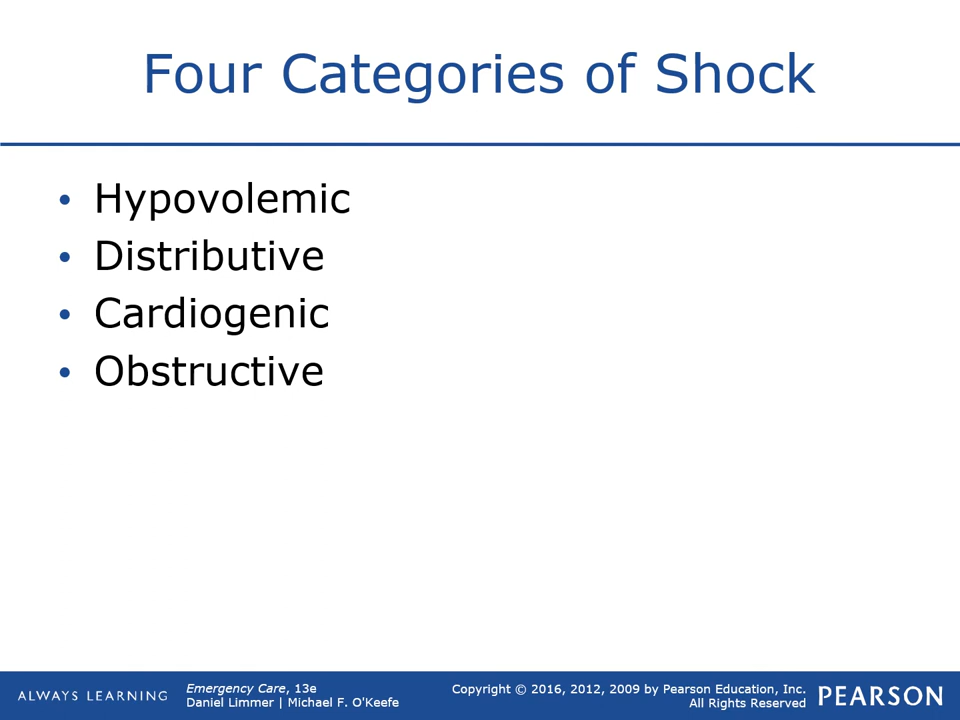 Four Categories of Shock
• Hypovolemic
• Distributive
• Cardiogenic
• Obstructive
ALWAYS LEARNING
Emergency Care, 13e
Daniel Limmer | Michael F. O'Keefe
Copyright © 2016, 2012, 2009 by Pearson Education, Inc.
All Rights Reserved
PEARSON